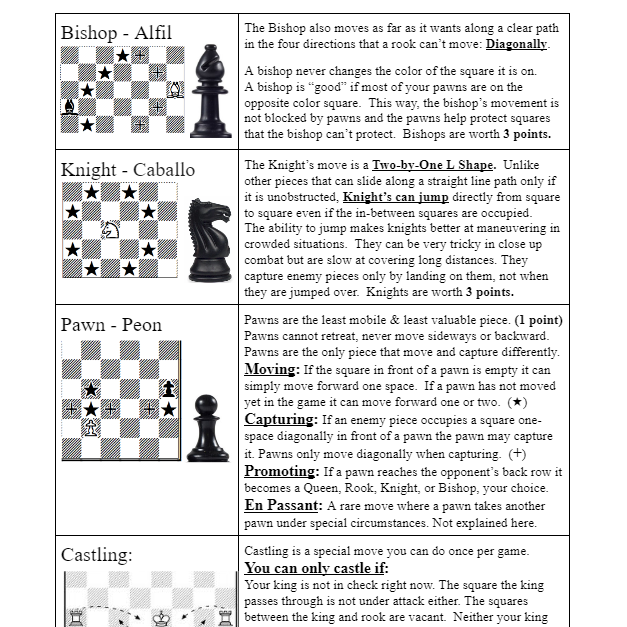 Bishop - Alfil
The Bishop also moves as far as it wants along a clear path
in the four directions that a rook can't move: Diagonally.
A bishop never changes the color of the square it is on.
A bishop is “good” if most of your pawns are on the
opposite color square. This way, the bishop's movement is
not blocked by pawns and the pawns help protect squares
that the bishop can't protect. Bishops are worth 3 points.
Knight - Caballo
The Knight's move is a Two-by-One L Shape. Unlike
other pieces that can slide along a straight line path only if
it is unobstructed, Knight's can jump directly from square
to square even if the in-between squares are occupied.
The ability to jump makes knights better at maneuvering in
crowded situations. They can be very tricky in close up
combat but are slow at covering long distances. They
capture enemy pieces only by landing on them, not when
they are jumped over. Knights are worth 3 points.
Pawn - Peon
Pawns are the least mobile & least valuable piece. (1 point)
Pawns cannot retreat, never move sideways or backward.
Pawns are the only piece that move and capture differently.
Moving: If the square in front of a pawn is empty it can
simply move forward one space. If a pawn has not moved
yet in the game it can move forward one or two. (★)
Capturing: If an enemy piece occupies a square one-
space diagonally in front of a pawn the pawn may capture
it. Pawns only move diagonally when capturing. (+)
Promoting: If a pawn reaches the opponent's back row it
becomes a Queen, Rook, Knight, or Bishop, your choice.
En Passant: A rare move where a pawn takes another
pawn under special circumstances. Not explained here.
Castling:
Castling is a special move you can do once per game.
You can only castle if:
Your king is not in check right now. The square the king
passes through is not under attack either. The squares
between the king and rook are vacant. Neither your king